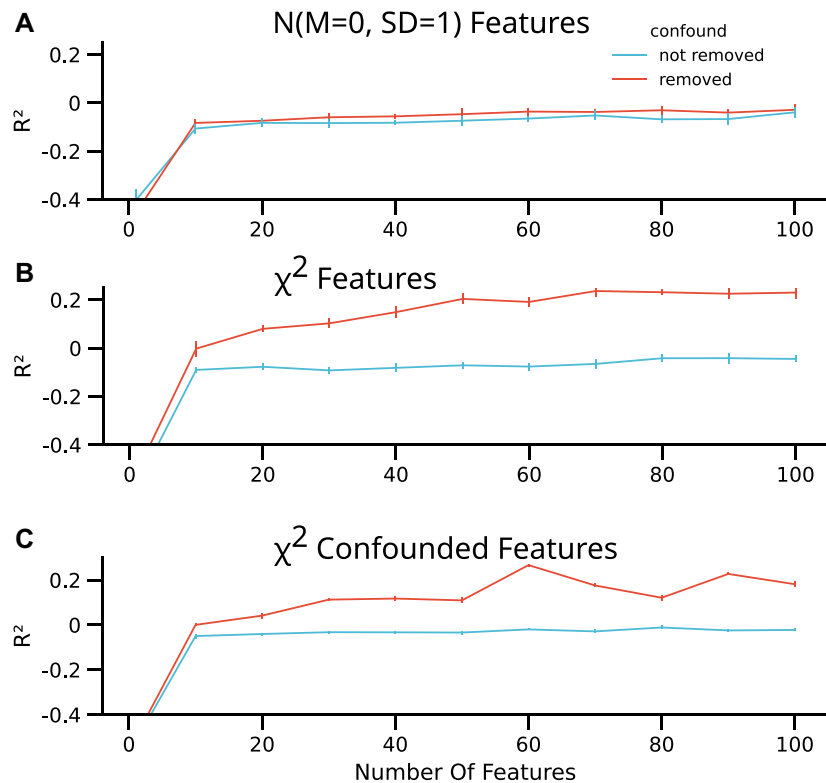 A
N(M=0, SD=1) Features
confound
not removed
removed
0.2
0
-0.2
-0.4
R²
0 20 40 60 80 100
B
χ² Features
0.2
0
-0.2
-0.4
R²
0 20 40 60 80 100
C
χ² Confounded Features
0.2
0
-0.2
-0.4
R²
0 20 40 60 80 100
Number Of Features